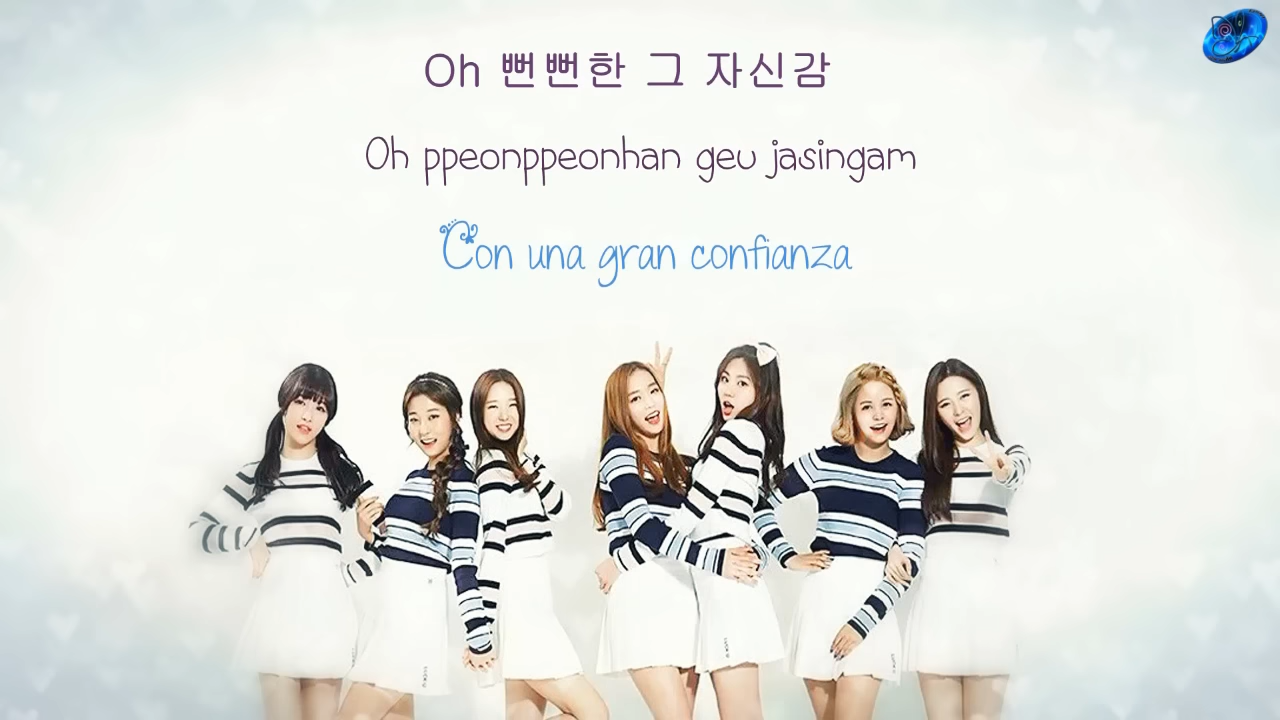 Oh 뻔뻔한 그 자신감
Oh ppeonppeonhan geu jasingam
Con una gran confianza